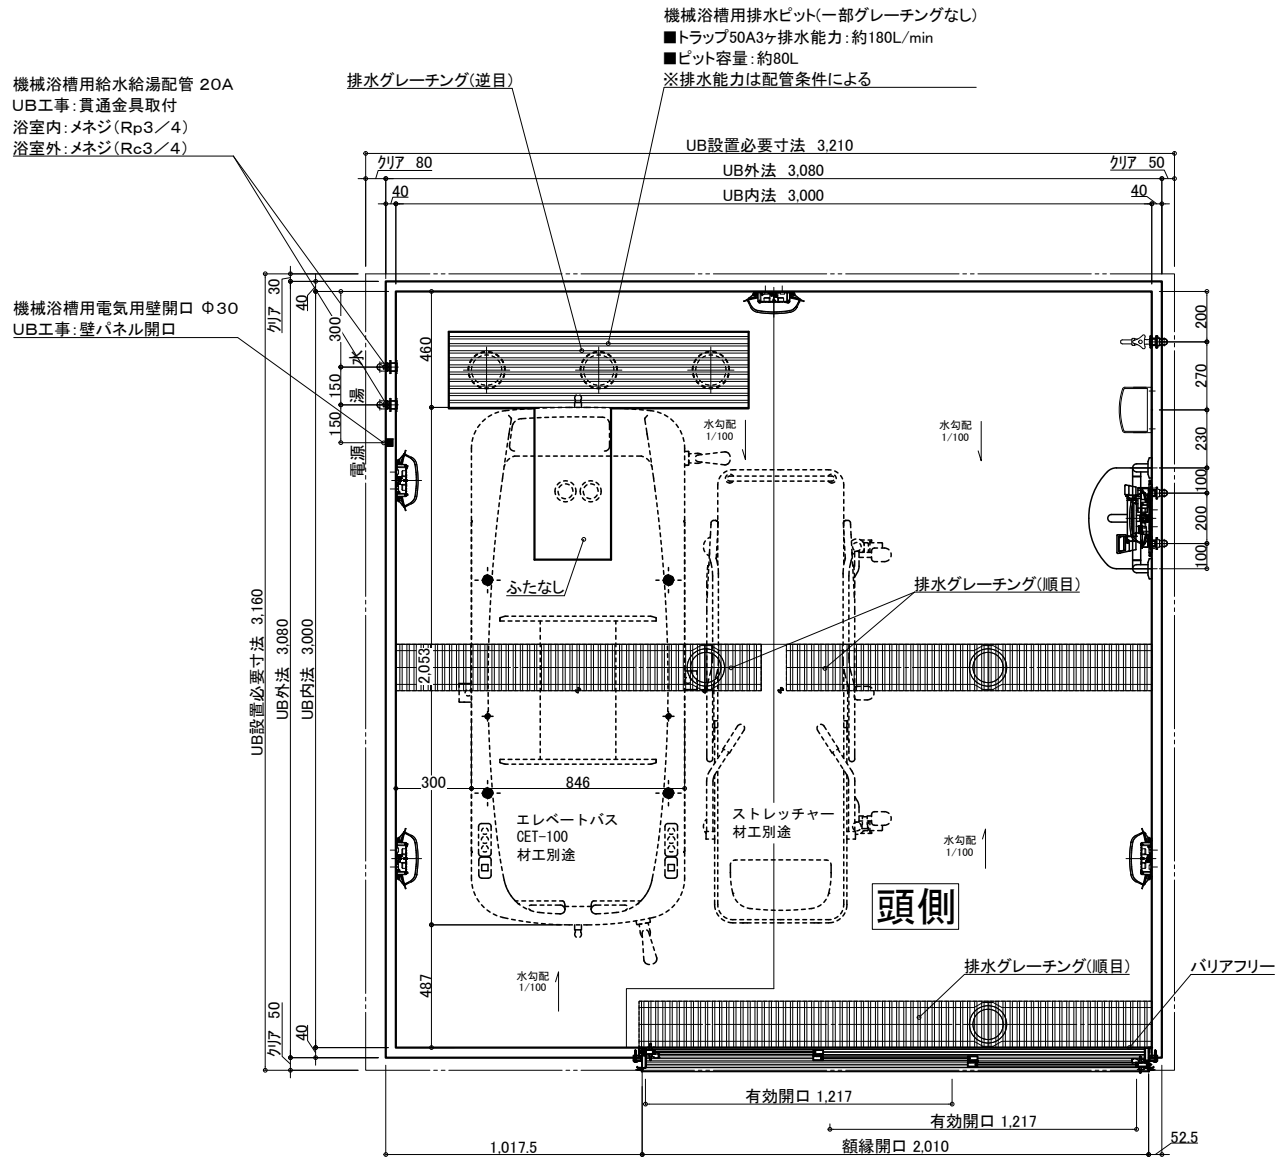 機械浴槽用排水ピット(一部グレーチングなし)
■トラップ50A3ヶ排水能力:約180L/min
■ピット容量:約80L
※排水能力は配管条件による
機械浴槽用給水給湯配管 20A
UB工事:貫通金具取付
浴室内:メネジ(Rp3/4)
浴室外:メネジ(Rc3/4)
排水グレーチング(逆目)
UB設置必要寸法 3,210
クリア 80
UB外法 3,080
クリア 50
40
UB内法 3,000
40
機械浴槽用電気用壁開口 Φ30
UB工事:壁パネル開口
クリア 30
40
300
150
150
水
湯
電源
460
200
270
230
100
200
100
水勾配
1/100
水勾配
1/100
ふたなし
排水グレーチング(順目)
UB設置必要寸法 3,160
UB外法 3,080
UB内法 3,000
2,053
300
846
エレベートバス
CET-100
材工別途
ストレッチャー
材工別途
水勾配
1/100
頭側
水勾配
1/100
487
排水グレーチング(順目)
バリアフリー
クリア 50
40
有効開口 1,217
有効開口 1,217
1,017.5
額縁開口 2,010
52.5